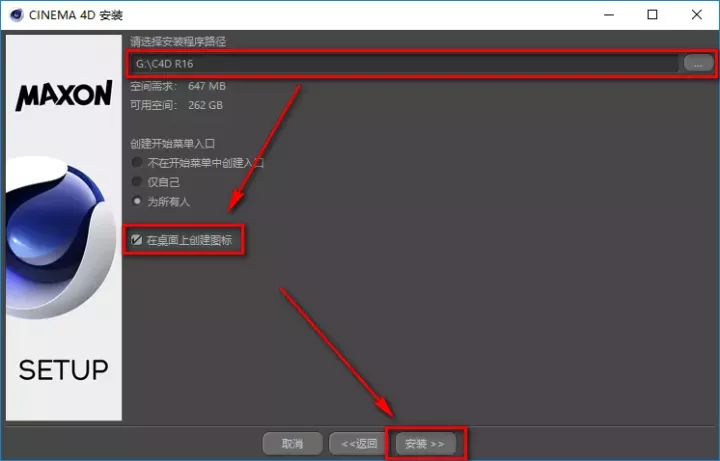 CINEMA 4D 安装
请选择安装程序路径
G:\C4D R16
...
空间需求： 647 MB
可用空间： 262 GB
MAXON
创建开始菜单入口
不在开始菜单中创建入口
仅自己
为所有人
在桌面上创建图标
SETUP
取消
<<返回
安装 >>